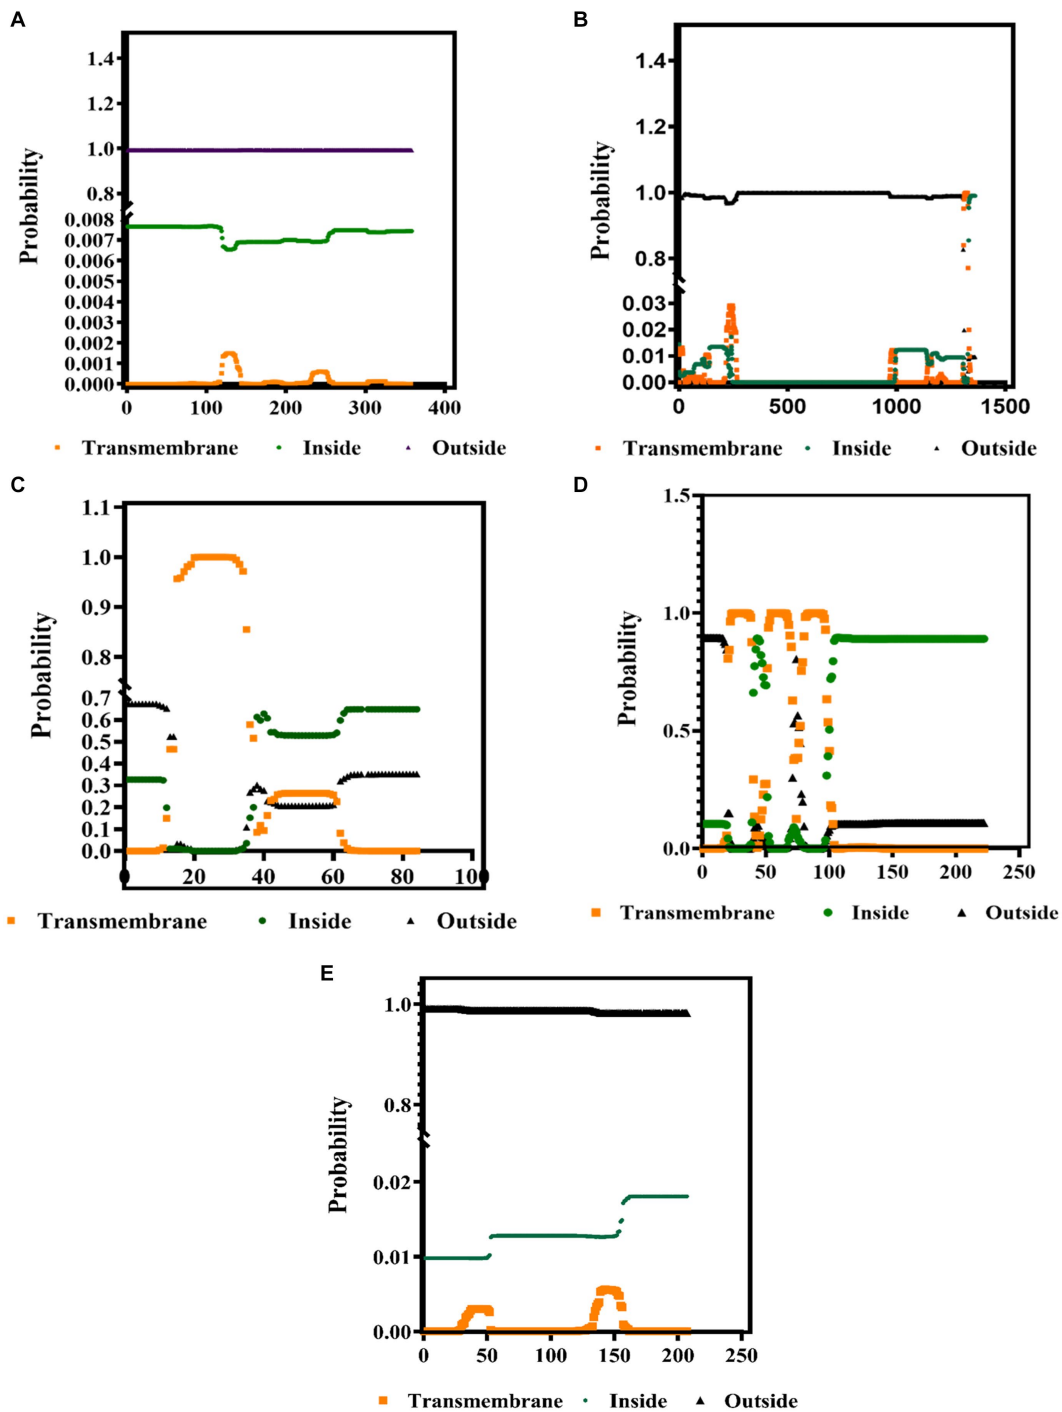 A
Probability
1.4
1.2
1.0
0.8
0.008
0.007
0.006
0.005
0.004
0.003
0.002
0.001
0.000
0 100 200 300 400
Transmembrane Inside Outside
B
Probability
1.4
1.2
1.0
0.8
0.03
0.02
0.01
0.00
0 500 1000 1500
Transmembrane Inside Outside
C
Probability
1.1
1.0
0.9
0.8
0.7
0.6
0.5
0.4
0.3
0.2
0.1
0.0
0 20 40 60 80 100
Transmembrane Inside Outside
D
Probability
1.5
1.0
0.5
0.0
0 50 100 150 200 250
Transmembrane Inside Outside
E
Probability
1.0
0.8
0.02
0.01
0.00
0 50 100 150 200 250
Transmembrane Inside Outside